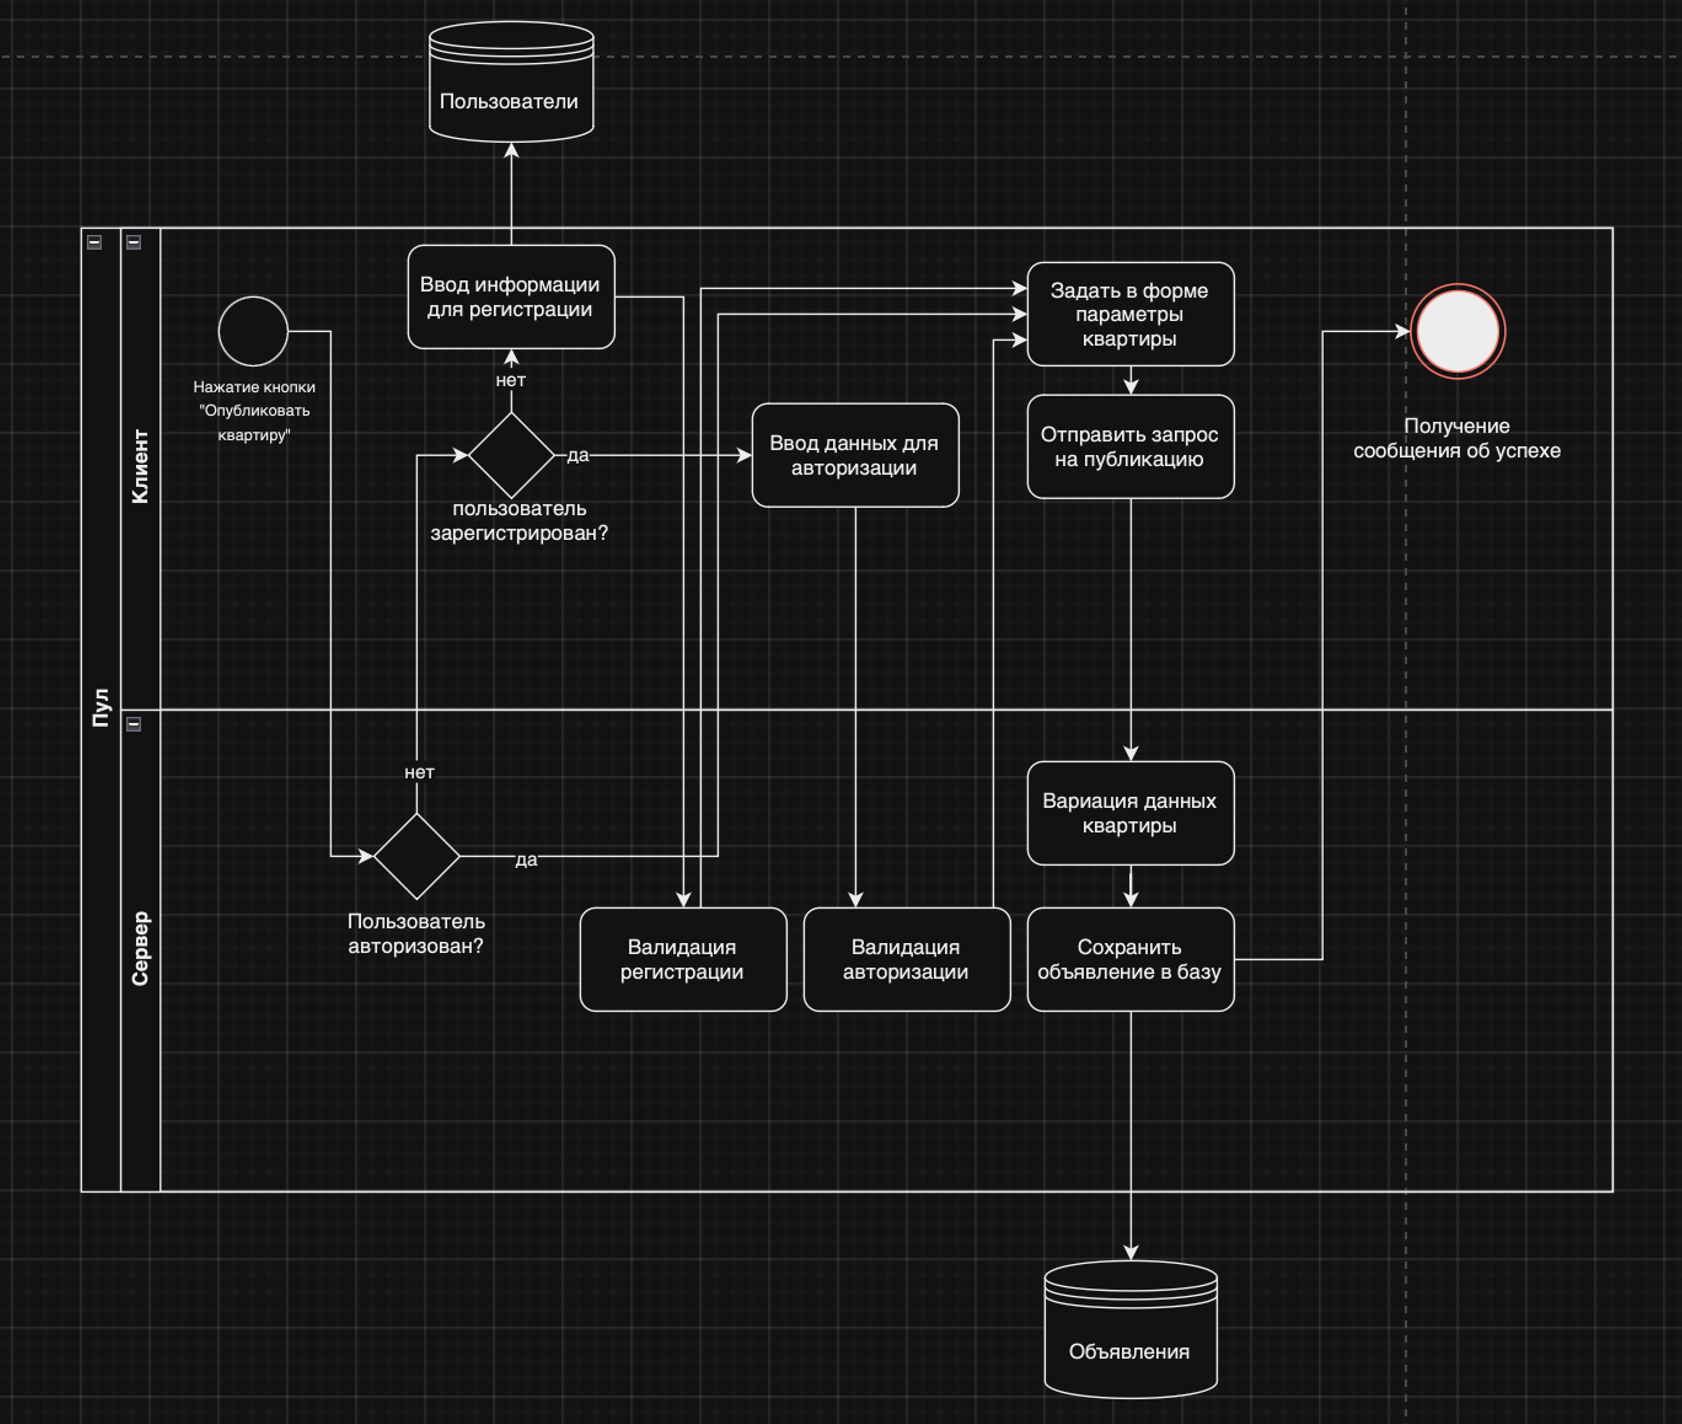 Пользователи
Пул
Клиент
Нажатие кнопки
"Опубликовать
квартиру"
Ввод информации
для регистрации
нет
пользователь
зарегистрирован?
да
Ввод данных для
авторизации
Задать в форме
параметры
квартиры
Отправить запрос
на публикацию
Получение
сообщения об успехе
Сервер
нет
Пользователь
авторизован?
да
Валидация
регистрации
Валидация
авторизации
Вариация данных
квартиры
Сохранить
объявление в базу
Объявления